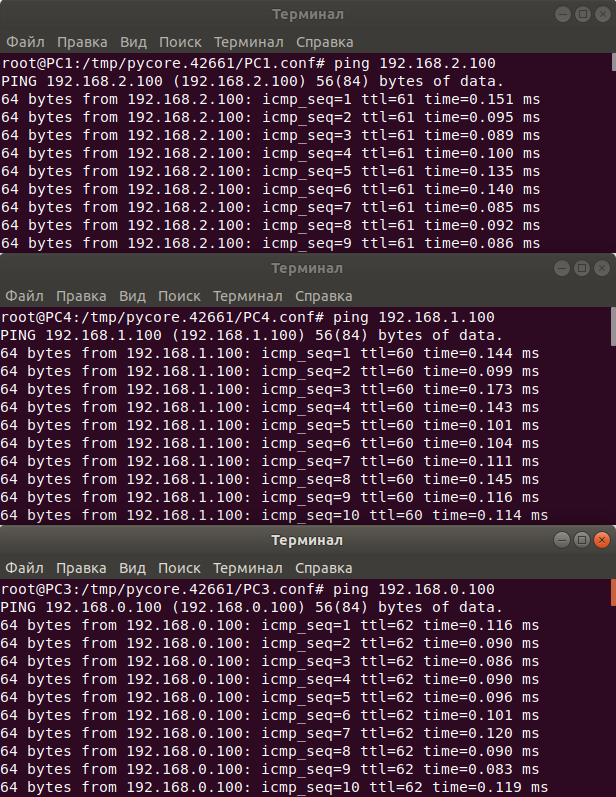 Терминал
Файл Правка Вид Поиск Терминал Справка
root@PC1:/tmp/pycore.42661/PC1.conf# ping 192.168.2.100
PING 192.168.2.100 (192.168.2.100) 56(84) bytes of data.
64 bytes from 192.168.2.100: icmp_seq=1 ttl=61 time=0.151 ms
64 bytes from 192.168.2.100: icmp_seq=2 ttl=61 time=0.095 ms
64 bytes from 192.168.2.100: icmp_seq=3 ttl=61 time=0.089 ms
64 bytes from 192.168.2.100: icmp_seq=4 ttl=61 time=0.100 ms
64 bytes from 192.168.2.100: icmp_seq=5 ttl=61 time=0.135 ms
64 bytes from 192.168.2.100: icmp_seq=6 ttl=61 time=0.140 ms
64 bytes from 192.168.2.100: icmp_seq=7 ttl=61 time=0.085 ms
64 bytes from 192.168.2.100: icmp_seq=8 ttl=61 time=0.092 ms
64 bytes from 192.168.2.100: icmp_seq=9 ttl=61 time=0.086 ms
Терминал
Файл Правка Вид Поиск Терминал Справка
root@PC4:/tmp/pycore.42661/PC4.conf# ping 192.168.1.100
PING 192.168.1.100 (192.168.1.100) 56(84) bytes of data.
64 bytes from 192.168.1.100: icmp_seq=1 ttl=60 time=0.144 ms
64 bytes from 192.168.1.100: icmp_seq=2 ttl=60 time=0.099 ms
64 bytes from 192.168.1.100: icmp_seq=3 ttl=60 time=0.173 ms
64 bytes from 192.168.1.100: icmp_seq=4 ttl=60 time=0.143 ms
64 bytes from 192.168.1.100: icmp_seq=5 ttl=60 time=0.101 ms
64 bytes from 192.168.1.100: icmp_seq=6 ttl=60 time=0.104 ms
64 bytes from 192.168.1.100: icmp_seq=7 ttl=60 time=0.111 ms
64 bytes from 192.168.1.100: icmp_seq=8 ttl=60 time=0.145 ms
64 bytes from 192.168.1.100: icmp_seq=9 ttl=60 time=0.116 ms
64 bytes from 192.168.1.100: icmp_seq=10 ttl=60 time=0.114 ms
Терминал
Файл Правка Вид Поиск Терминал Справка
root@PC3:/tmp/pycore.42661/PC3.conf# ping 192.168.0.100
PING 192.168.0.100 (192.168.0.100) 56(84) bytes of data.
64 bytes from 192.168.0.100: icmp_seq=1 ttl=62 time=0.116 ms
64 bytes from 192.168.0.100: icmp_seq=2 ttl=62 time=0.090 ms
64 bytes from 192.168.0.100: icmp_seq=3 ttl=62 time=0.086 ms
64 bytes from 192.168.0.100: icmp_seq=4 ttl=62 time=0.090 ms
64 bytes from 192.168.0.100: icmp_seq=5 ttl=62 time=0.096 ms
64 bytes from 192.168.0.100: icmp_seq=6 ttl=62 time=0.101 ms
64 bytes from 192.168.0.100: icmp_seq=7 ttl=62 time=0.120 ms
64 bytes from 192.168.0.100: icmp_seq=8 ttl=62 time=0.090 ms
64 bytes from 192.168.0.100: icmp_seq=9 ttl=62 time=0.083 ms
64 bytes from 192.168.0.100: icmp_seq=10 ttl=62 time=0.119 ms